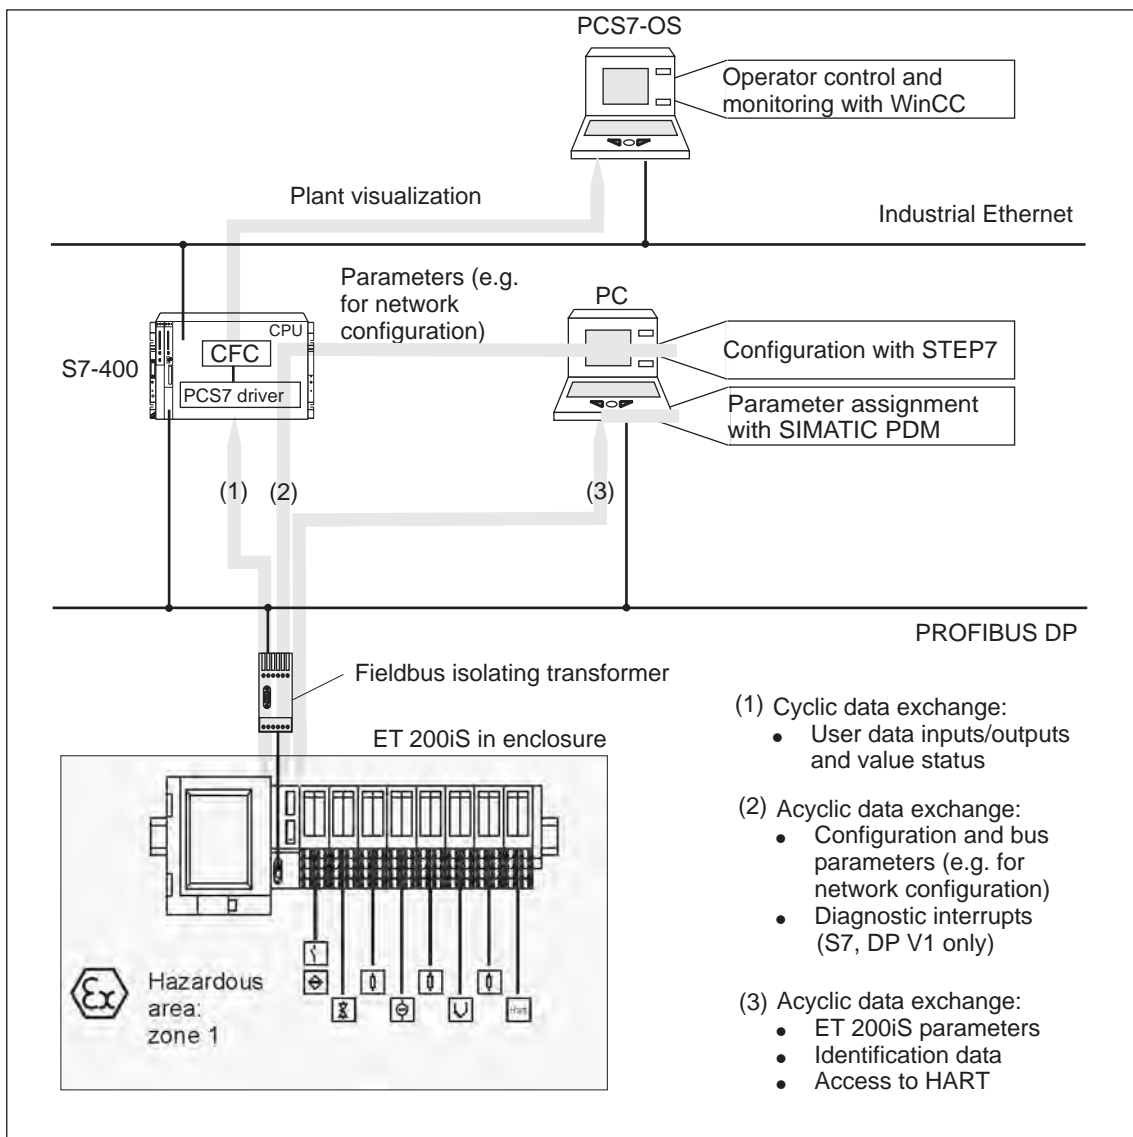 PCS7-OS
Operator control and
monitoring with WinCC
Plant visualization
Industrial Ethernet
Parameters (e.g.
for network
configuration)
PC
CPU
CFC
S7-400
PCS7 driver
Configuration with STEP7
Parameter assignment
with SIMATIC PDM
(1)
(2)
(3)
PROFIBUS DP
Fieldbus isolating transformer
ET 200iS in enclosure
Ex
Hazardous
area:
zone 1
(1) Cyclic data exchange:
• User data inputs/outputs
and value status
(2) Acyclic data exchange:
• Configuration and bus
parameters (e.g. for
network configuration)
• Diagnostic interrupts
(S7, DP V1 only)
(3) Acyclic data exchange:
• ET 200iS parameters
• Identification data
• Access to HART